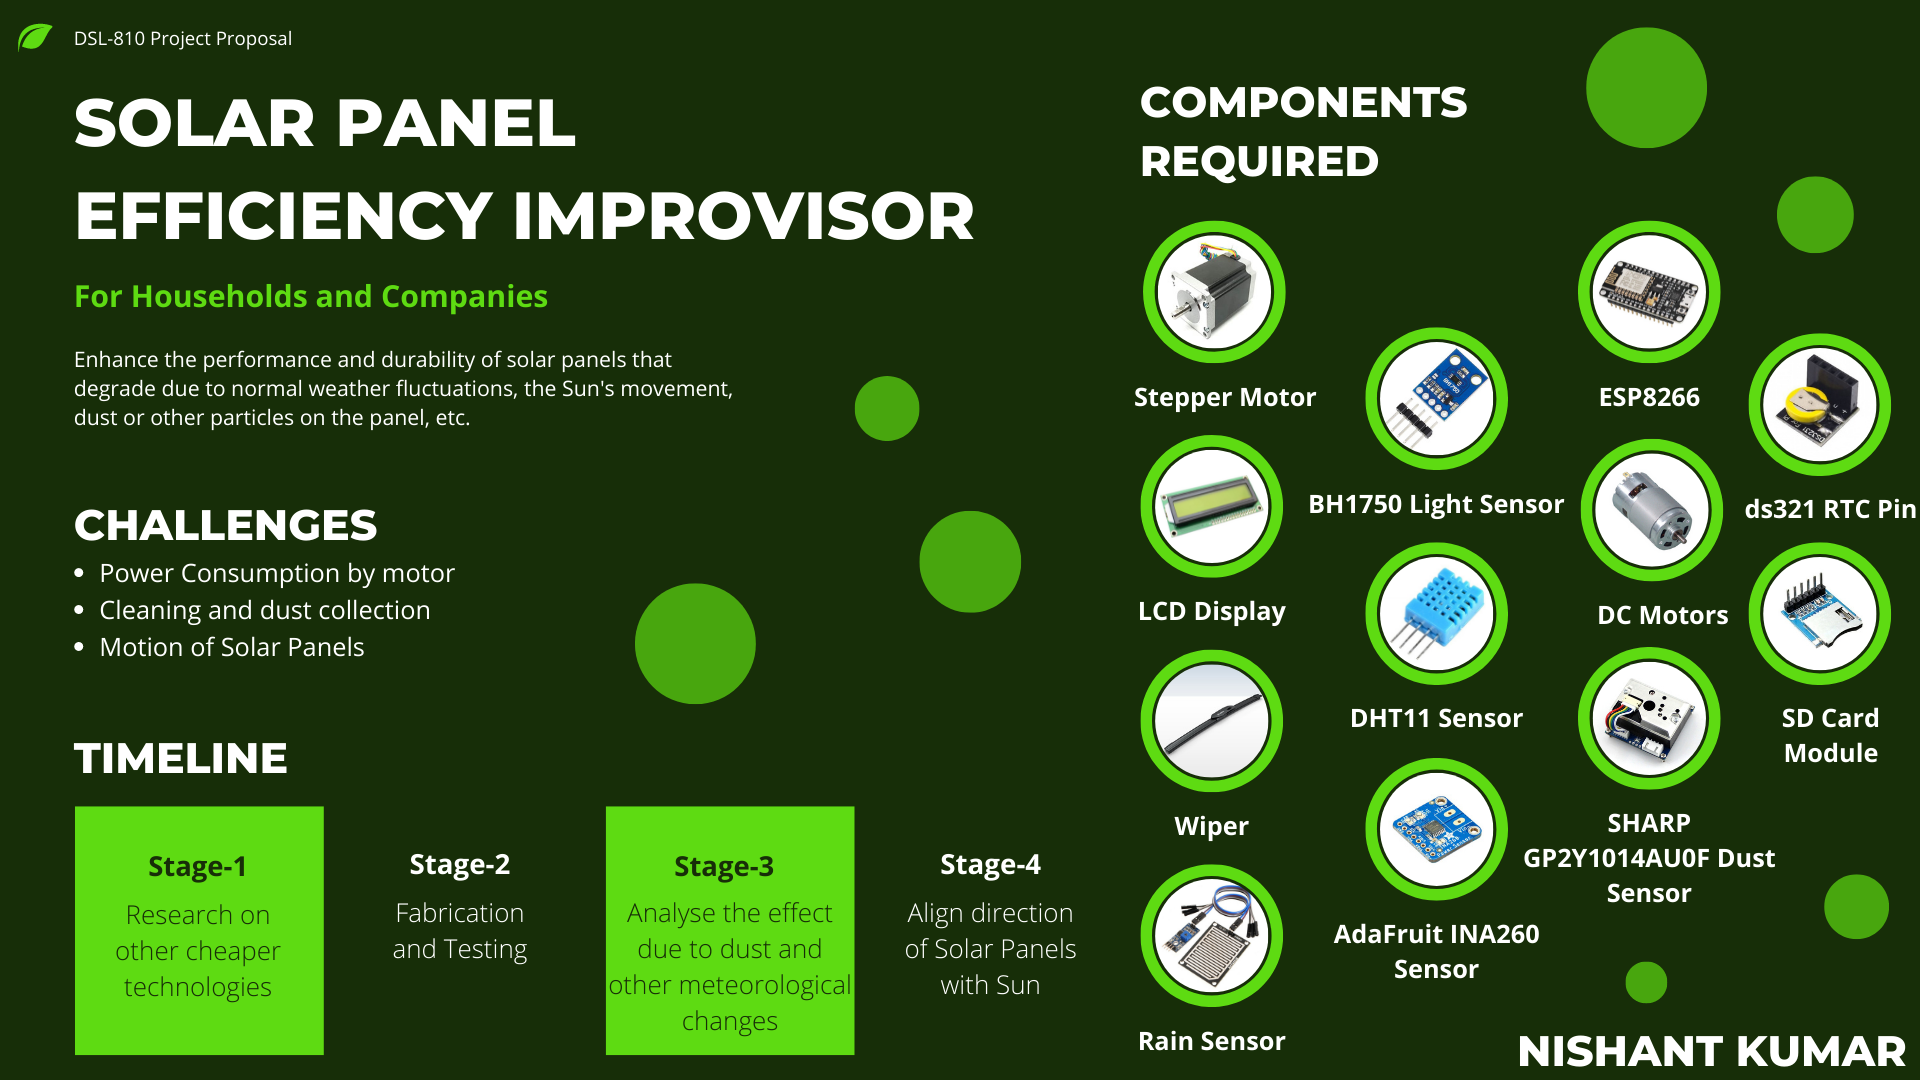 DSL-810 Project Proposal
SOLAR PANEL
EFFICIENCY IMPROVISOR
For Households and Companies
Enhance the performance and durability of solar panels that
degrade due to normal weather fluctuations, the Sun's movement,
dust or other particles on the panel, etc.
CHALLENGES
• Power Consumption by motor
• Cleaning and dust collection
• Motion of Solar Panels
TIMELINE
Stage-1
Research on
other cheaper
technologies
Stage-2
Fabrication
and Testing
Stage-3
Analyse the effect
due to dust and
other meteorological
changes
Stage-4
Align direction
of Solar Panels
with Sun
COMPONENTS
REQUIRED
Stepper Motor
LCD Display
Wiper
Rain Sensor
BH1750 Light Sensor
DHT11 Sensor
AdaFruit INA260
Sensor
ESP8266
DC Motors
SHARP
GP2Y1014AU0F Dust
Sensor
ds321 RTC Pin
SD Card
Module
NISHANT KUMAR